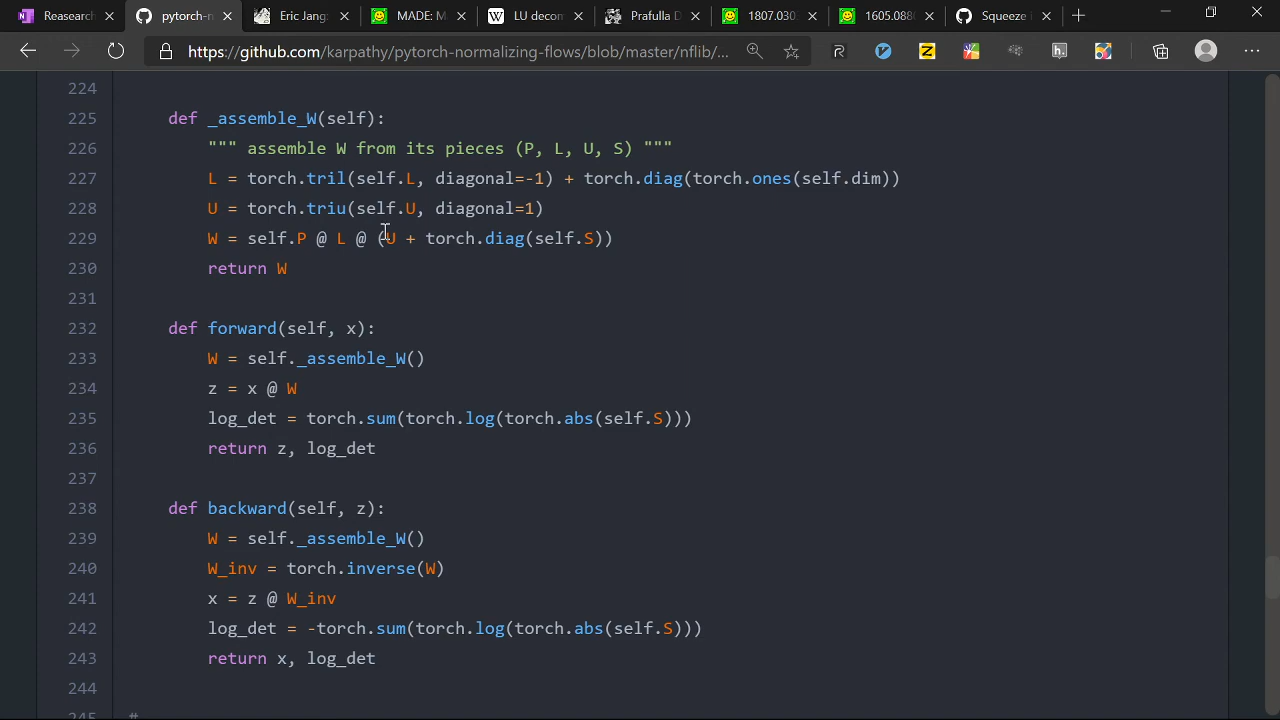 Reasearch
pytorch-n
Eric Jang:
MADE: M
LU decom
Prafulla D
1807.030
1605.088
Squeeze i
https://github.com/karpathy/pytorch-normalizing-flows/blob/master/nflib/...
224
225 def _assemble_W(self):
226 """ assemble W from its pieces (P, L, U, S) """
227 L = torch.tril(self.L, diagonal=-1) + torch.diag(torch.ones(self.dim))
228 U = torch.triu(self.U, diagonal=1)
229 W = self.P @ L @ (U + torch.diag(self.S))
230 return W
231
232 def forward(self, x):
233 W = self._assemble_W()
234 z = x @ W
235 log_det = torch.sum(torch.log(torch.abs(self.S)))
236 return z, log_det
237
238 def backward(self, z):
239 W = self._assemble_W()
240 W_inv = torch.inverse(W)
241 x = z @ W_inv
242 log_det = -torch.sum(torch.log(torch.abs(self.S)))
243 return x, log_det
244
245 #